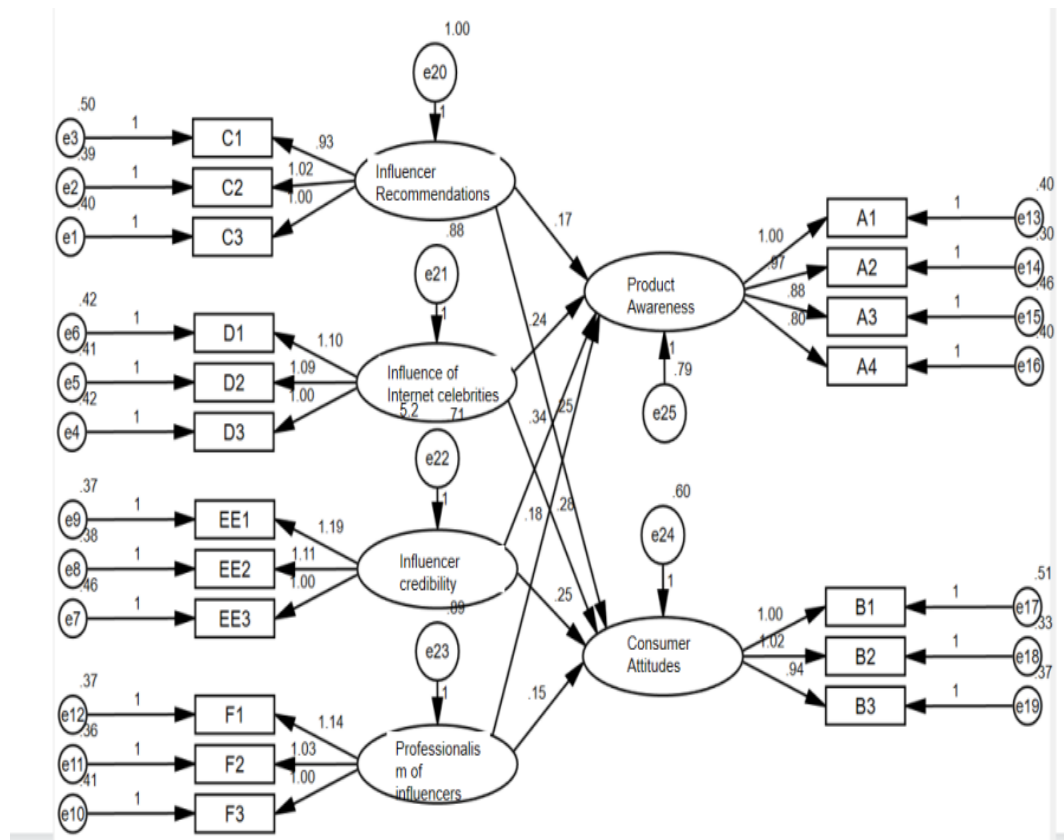 1.00
e20
1
.50
e3
1
C1
.93
.39
e2
1
C2
1.02
.40
e1
1
C3
1.00
Influencer
Recommendations
.88
e21
1
.42
e6
1
D1
1.10
.41
e5
1
D2
1.09
.42
e4
1
D3
1.00
Influence of
Internet celebrities
5.2
.71
e22
1
.37
e9
1
EE1
1.19
.38
e8
1
EE2
1.11
.46
e7
1
EE3
1.00
Influencer
credibility
.89
e23
1
.37
e12
1
F1
1.14
.36
e11
1
F2
1.03
.41
e10
1
F3
1.00
Professionalis
m of
influencers
.17
.24
.34
.25
.18
.28
.25
.15
Product
Awareness
1
.79
e25
.60
e24
1
Consumer
Attitudes
1.00
A1
1
.40
e13
.97
A2
1
.30
e14
.88
A3
1
.46
e15
.80
A4
1
.40
e16
1.00
B1
1
.51
e17
1.02
B2
1
.33
e18
.94
B3
1
.37
e19